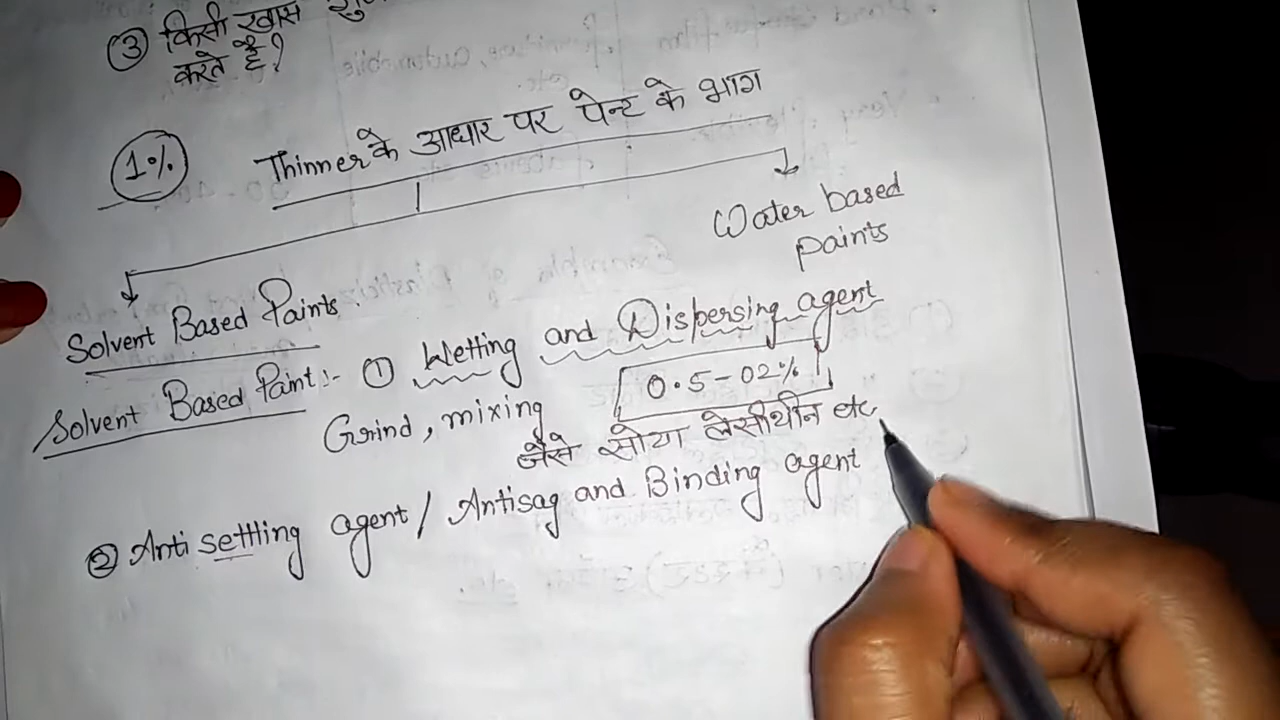 ③ किसी खास
करते है?
1% Thinner के आधार पर पेन्ट के भाग
Water based
paints
Solvent Based Paints.
Solvent Based Paint:- ① Wetting and Dispersing agent
Grind, mixing 0.5-02%
जैसे सोया लेसीथीन etc.
② Anti settling agent/ Antisag and Binding agent